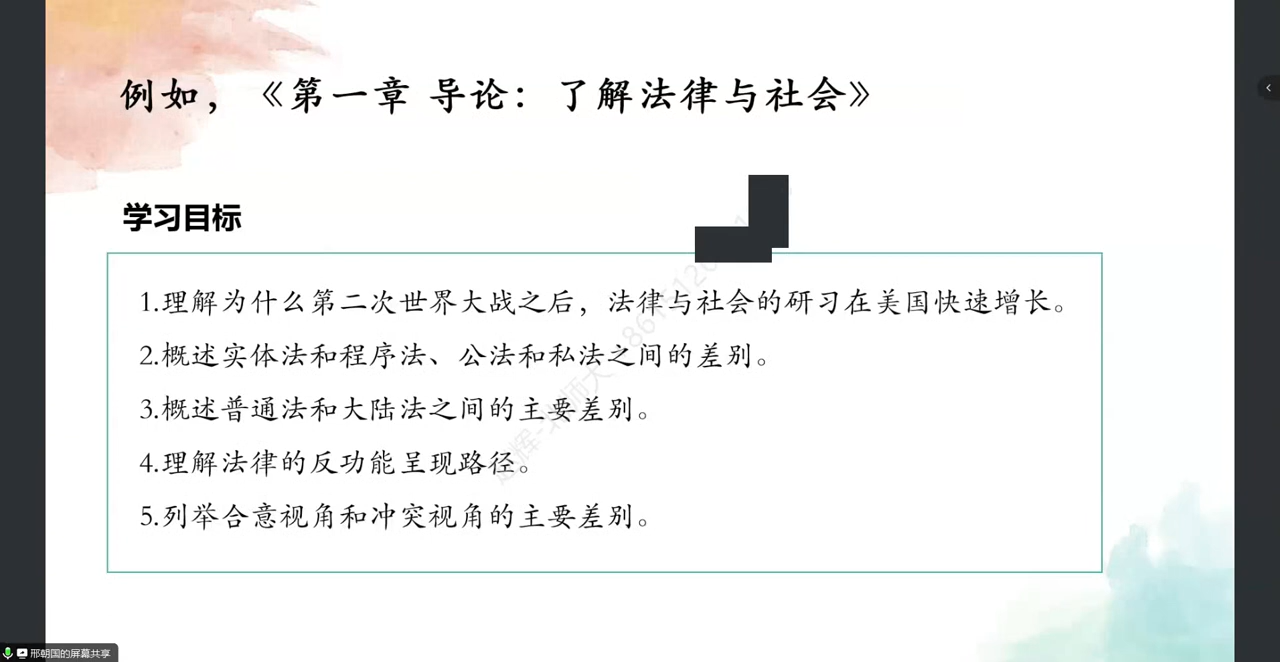 例如，《第一章 导论：了解法律与社会》
学习目标
1.理解为什么第二次世界大战之后，法律与社会的研习在美国快速增长。
2.概述实体法和程序法、公法和私法之间的差别。
3.概述普通法和大陆法之间的主要差别。
4.理解法律的反功能呈现路径。
5.列举合意视角和冲突视角的主要差别。
邢朝国的屏幕共享